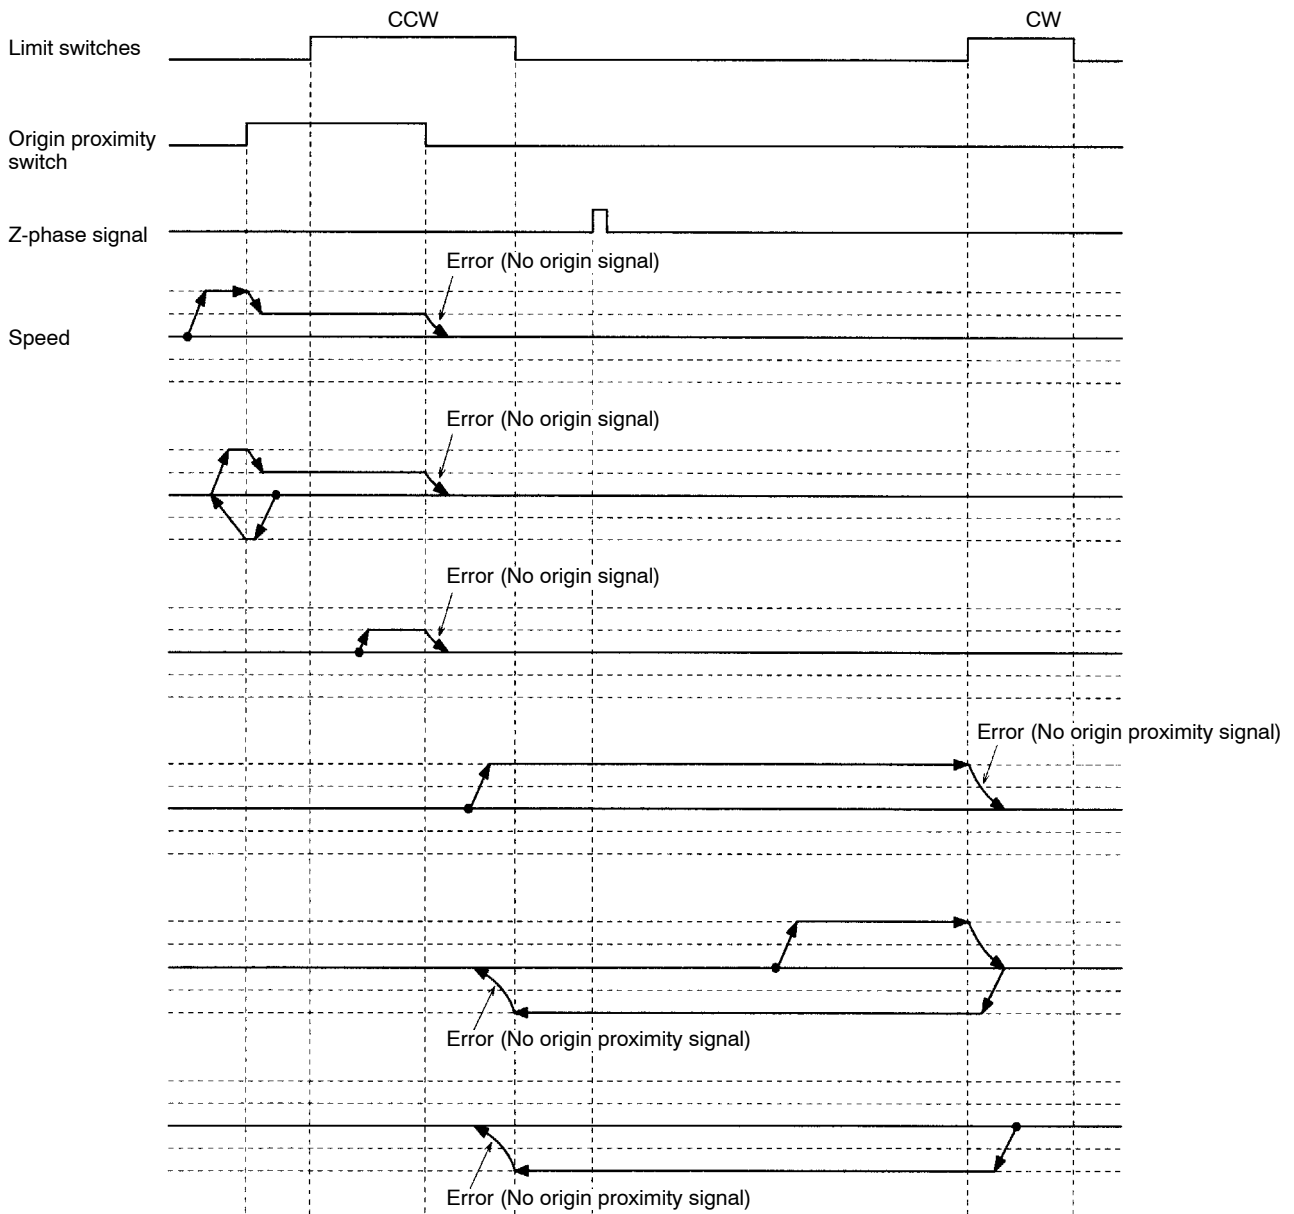 CCW
CW
Limit switches
Origin proximity
switch
Z-phase signal
Error (No origin signal)
Speed
Error (No origin signal)
Error (No origin signal)
Error (No origin proximity signal)
Error (No origin proximity signal)
Error (No origin proximity signal)